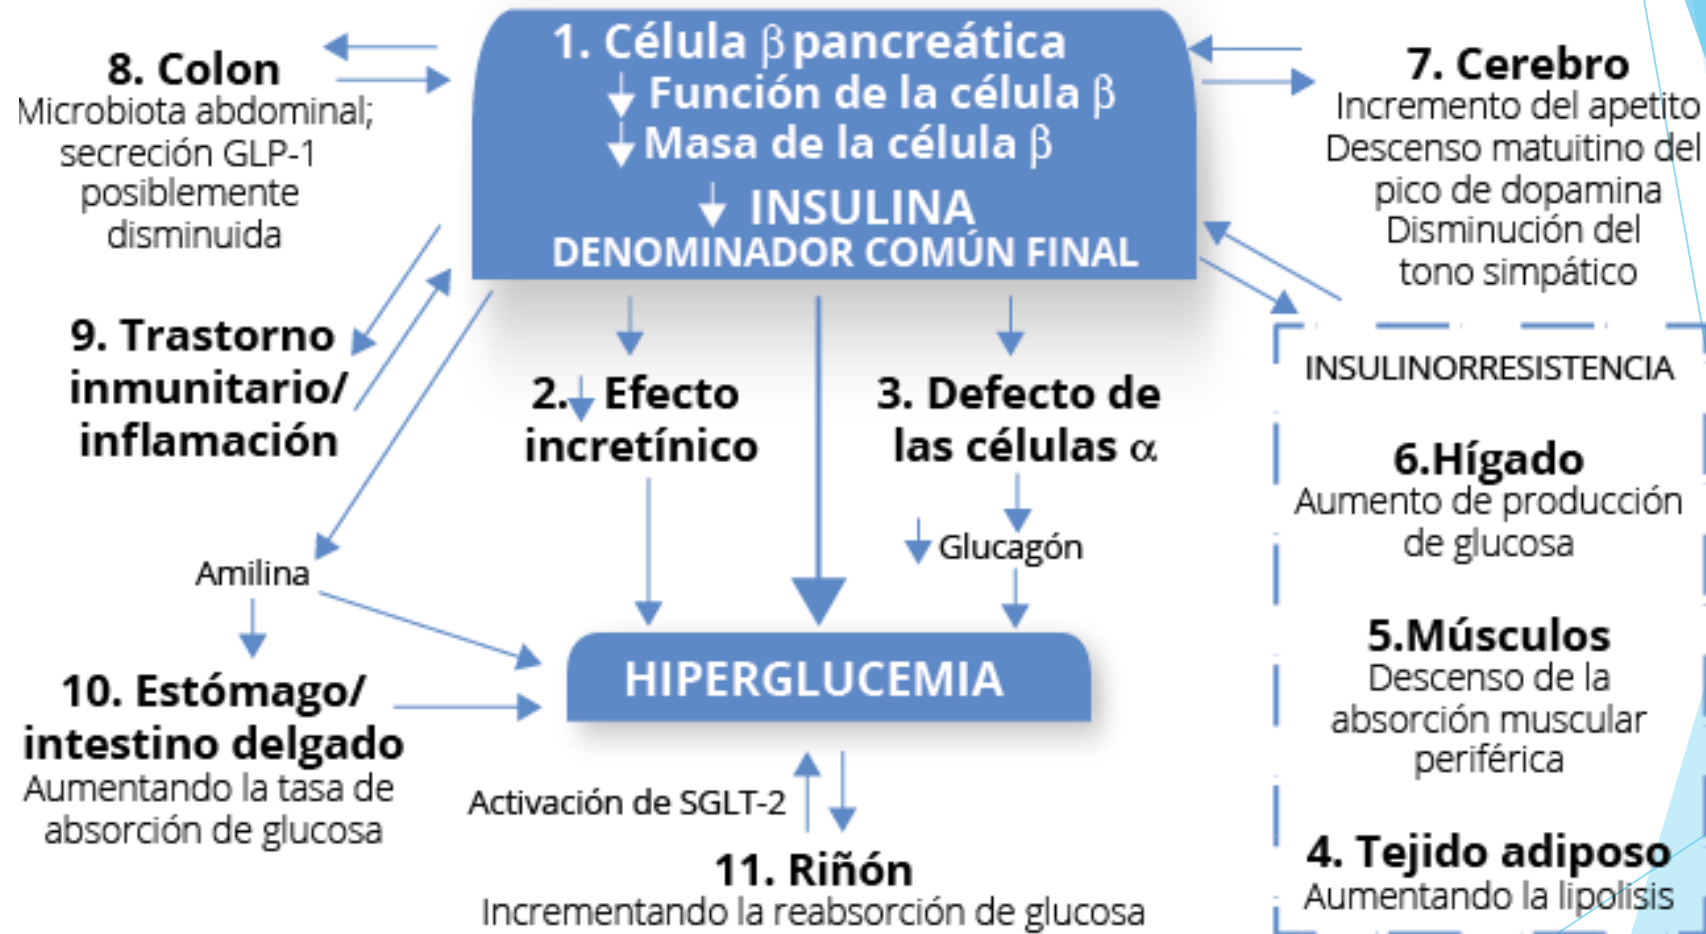 1. Célula β pancreática
↓ Función de la célula β
↓ Masa de la célula β
↓ INSULINA
DENOMINADOR COMÚN FINAL
8. Colon
Microbiota abdominal;
secreción GLP-1
posiblemente
disminuida
7. Cerebro
Incremento del apetito
Descenso matuitino del
pico de dopamina
Disminución del
tono simpático
9. Trastorno
inmunitario/
inflamación
2.↓ Efecto
incretínico
3. Defecto de
las células α
↓ Glucagón
INSULINORRESISTENCIA
6.Hígado
Aumento de producción
de glucosa
5.Músculos
Descenso de la
absorción muscular
periférica
4. Tejido adiposo
Aumentando la lipolisis
Amilina
10. Estómago/
intestino delgado
Aumentando la tasa de
absorción de glucosa
HIPERGLUCEMIA
Activación de SGLT-2
11. Riñón
Incrementando la reabsorción de glucosa